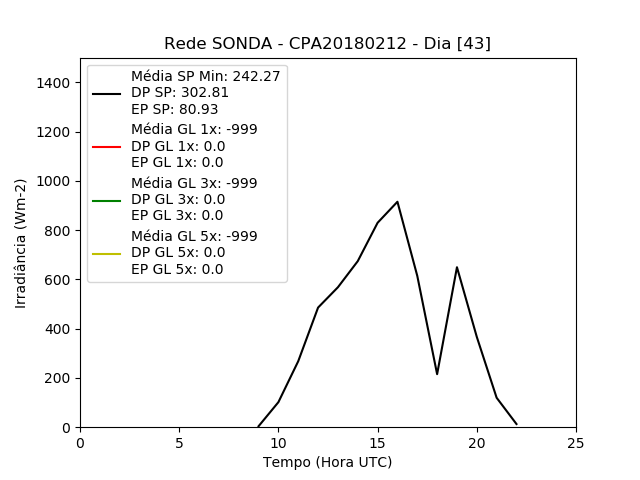 Rede SONDA - CPA20180212 - Dia [43]
Média SP Min: 242.27
DP SP: 302.81
EP SP: 80.93
Média GL 1x: -999
DP GL 1x: 0.0
EP GL 1x: 0.0
Média GL 3x: -999
DP GL 3x: 0.0
EP GL 3x: 0.0
Média GL 5x: -999
DP GL 5x: 0.0
EP GL 5x: 0.0
Irradiância (Wm-2)
1400
1200
1000
800
600
400
200
0
0 5 10 15 20 25
Tempo (Hora UTC)